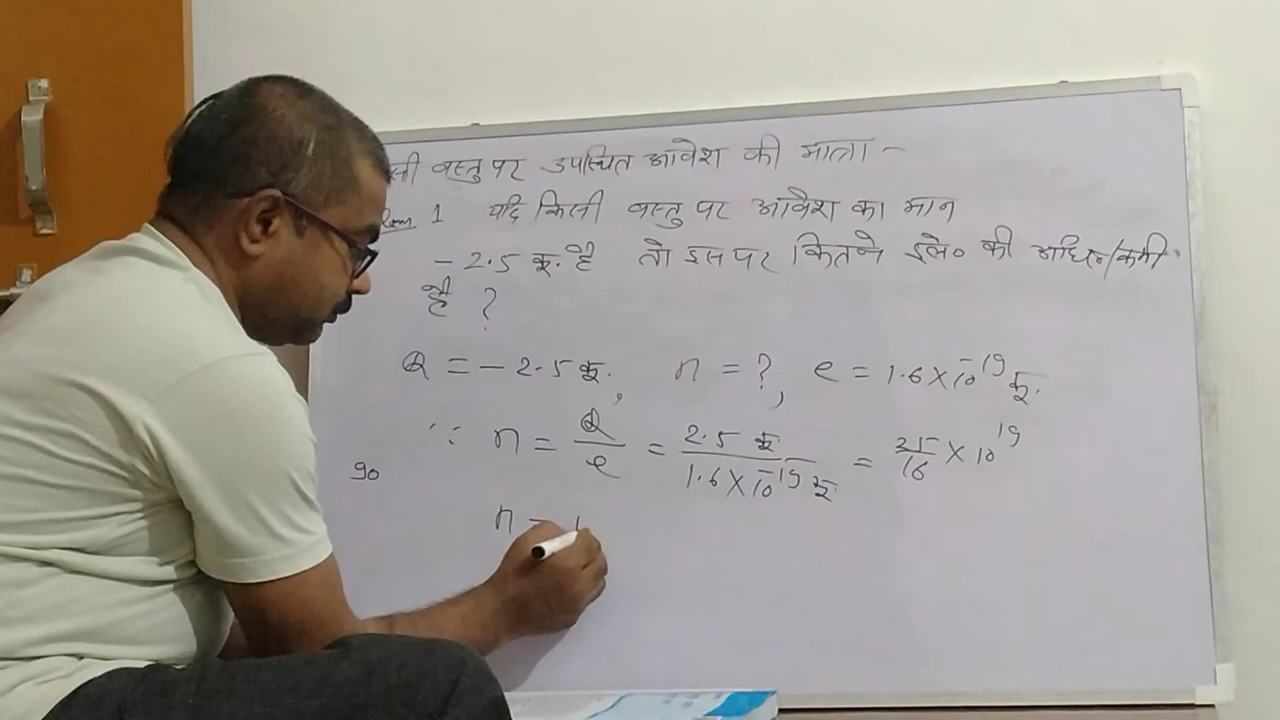 वस्तु पर उपस्थित आवेश की मात्रा –
1 यदि किसी वस्तु पर आवेश का मान
– 2.5 कू. है तो इस पर कितने इले० की अधि०/कमी
है ?
Q = – 2.5 कू. , n = ? , e = 1.6 × 10⁻¹⁹ कू.
∵ n = Q/e = 2.5 कू / 1.6 × 10⁻¹⁹ कू = 25/16 × 10¹⁹
90
n =